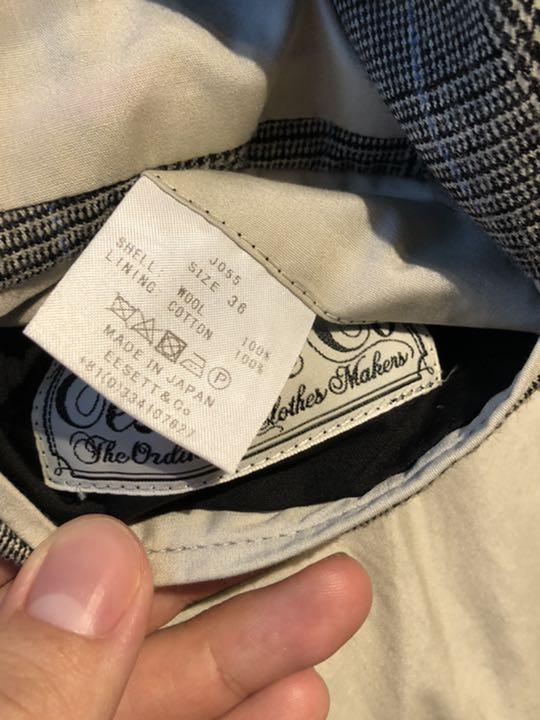 J055
SIZE 36
SHELL: WOOL 100%
LINING: COTTON 100%
P
MADE IN JAPAN
EESETT&Co
+81(0)334107627
Co
Clothes Makers
The